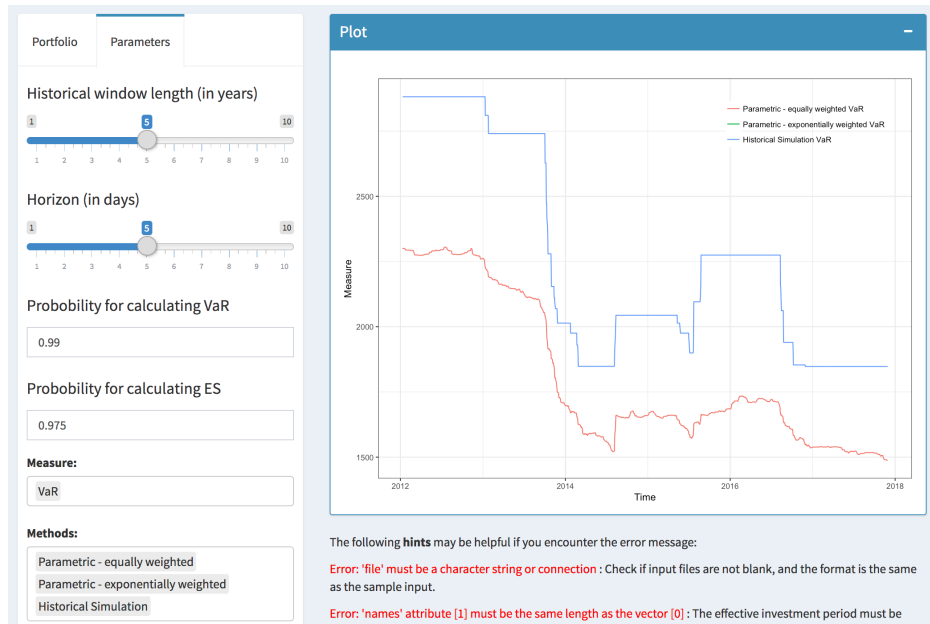 Portfolio
Parameters
Historical window length (in years)
1 5 10
1 2 3 4 5 6 7 8 9 10
Horizon (in days)
1 5 10
1 2 3 4 5 6 7 8 9 10
Probability for calculating VaR
0.99
Probability for calculating ES
0.975
Measure:
VaR
Methods:
Parametric - equally weighted
Parametric - exponentially weighted
Historical Simulation
Plot
Parametric - equally weighted VaR
Parametric - exponentially weighted VaR
Historical Simulation VaR
2500
2000
1500
Measure
2012 2014 2016 2018
Time
The following hints may be helpful if you encounter the error message:
Error: 'file' must be a character string or connection : Check if input files are not blank, and the format is the same
as the sample input.
Error: 'names' attribute [1] must be the same length as the vector [0] : The effective investment period must be